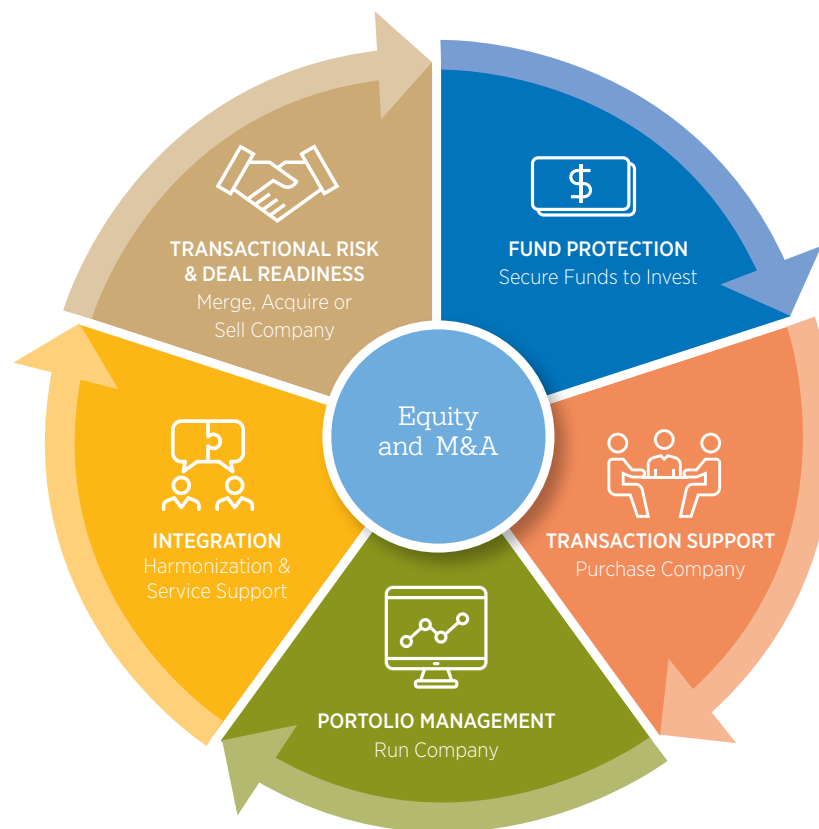 $
FUND PROTECTION
Secure Funds to Invest
TRANSACTION SUPPORT
Purchase Company
PORTOLIO MANAGEMENT
Run Company
INTEGRATION
Harmonization &
Service Support
TRANSACTIONAL RISK
& DEAL READINESS
Merge, Acquire or
Sell Company
Equity
and M&A